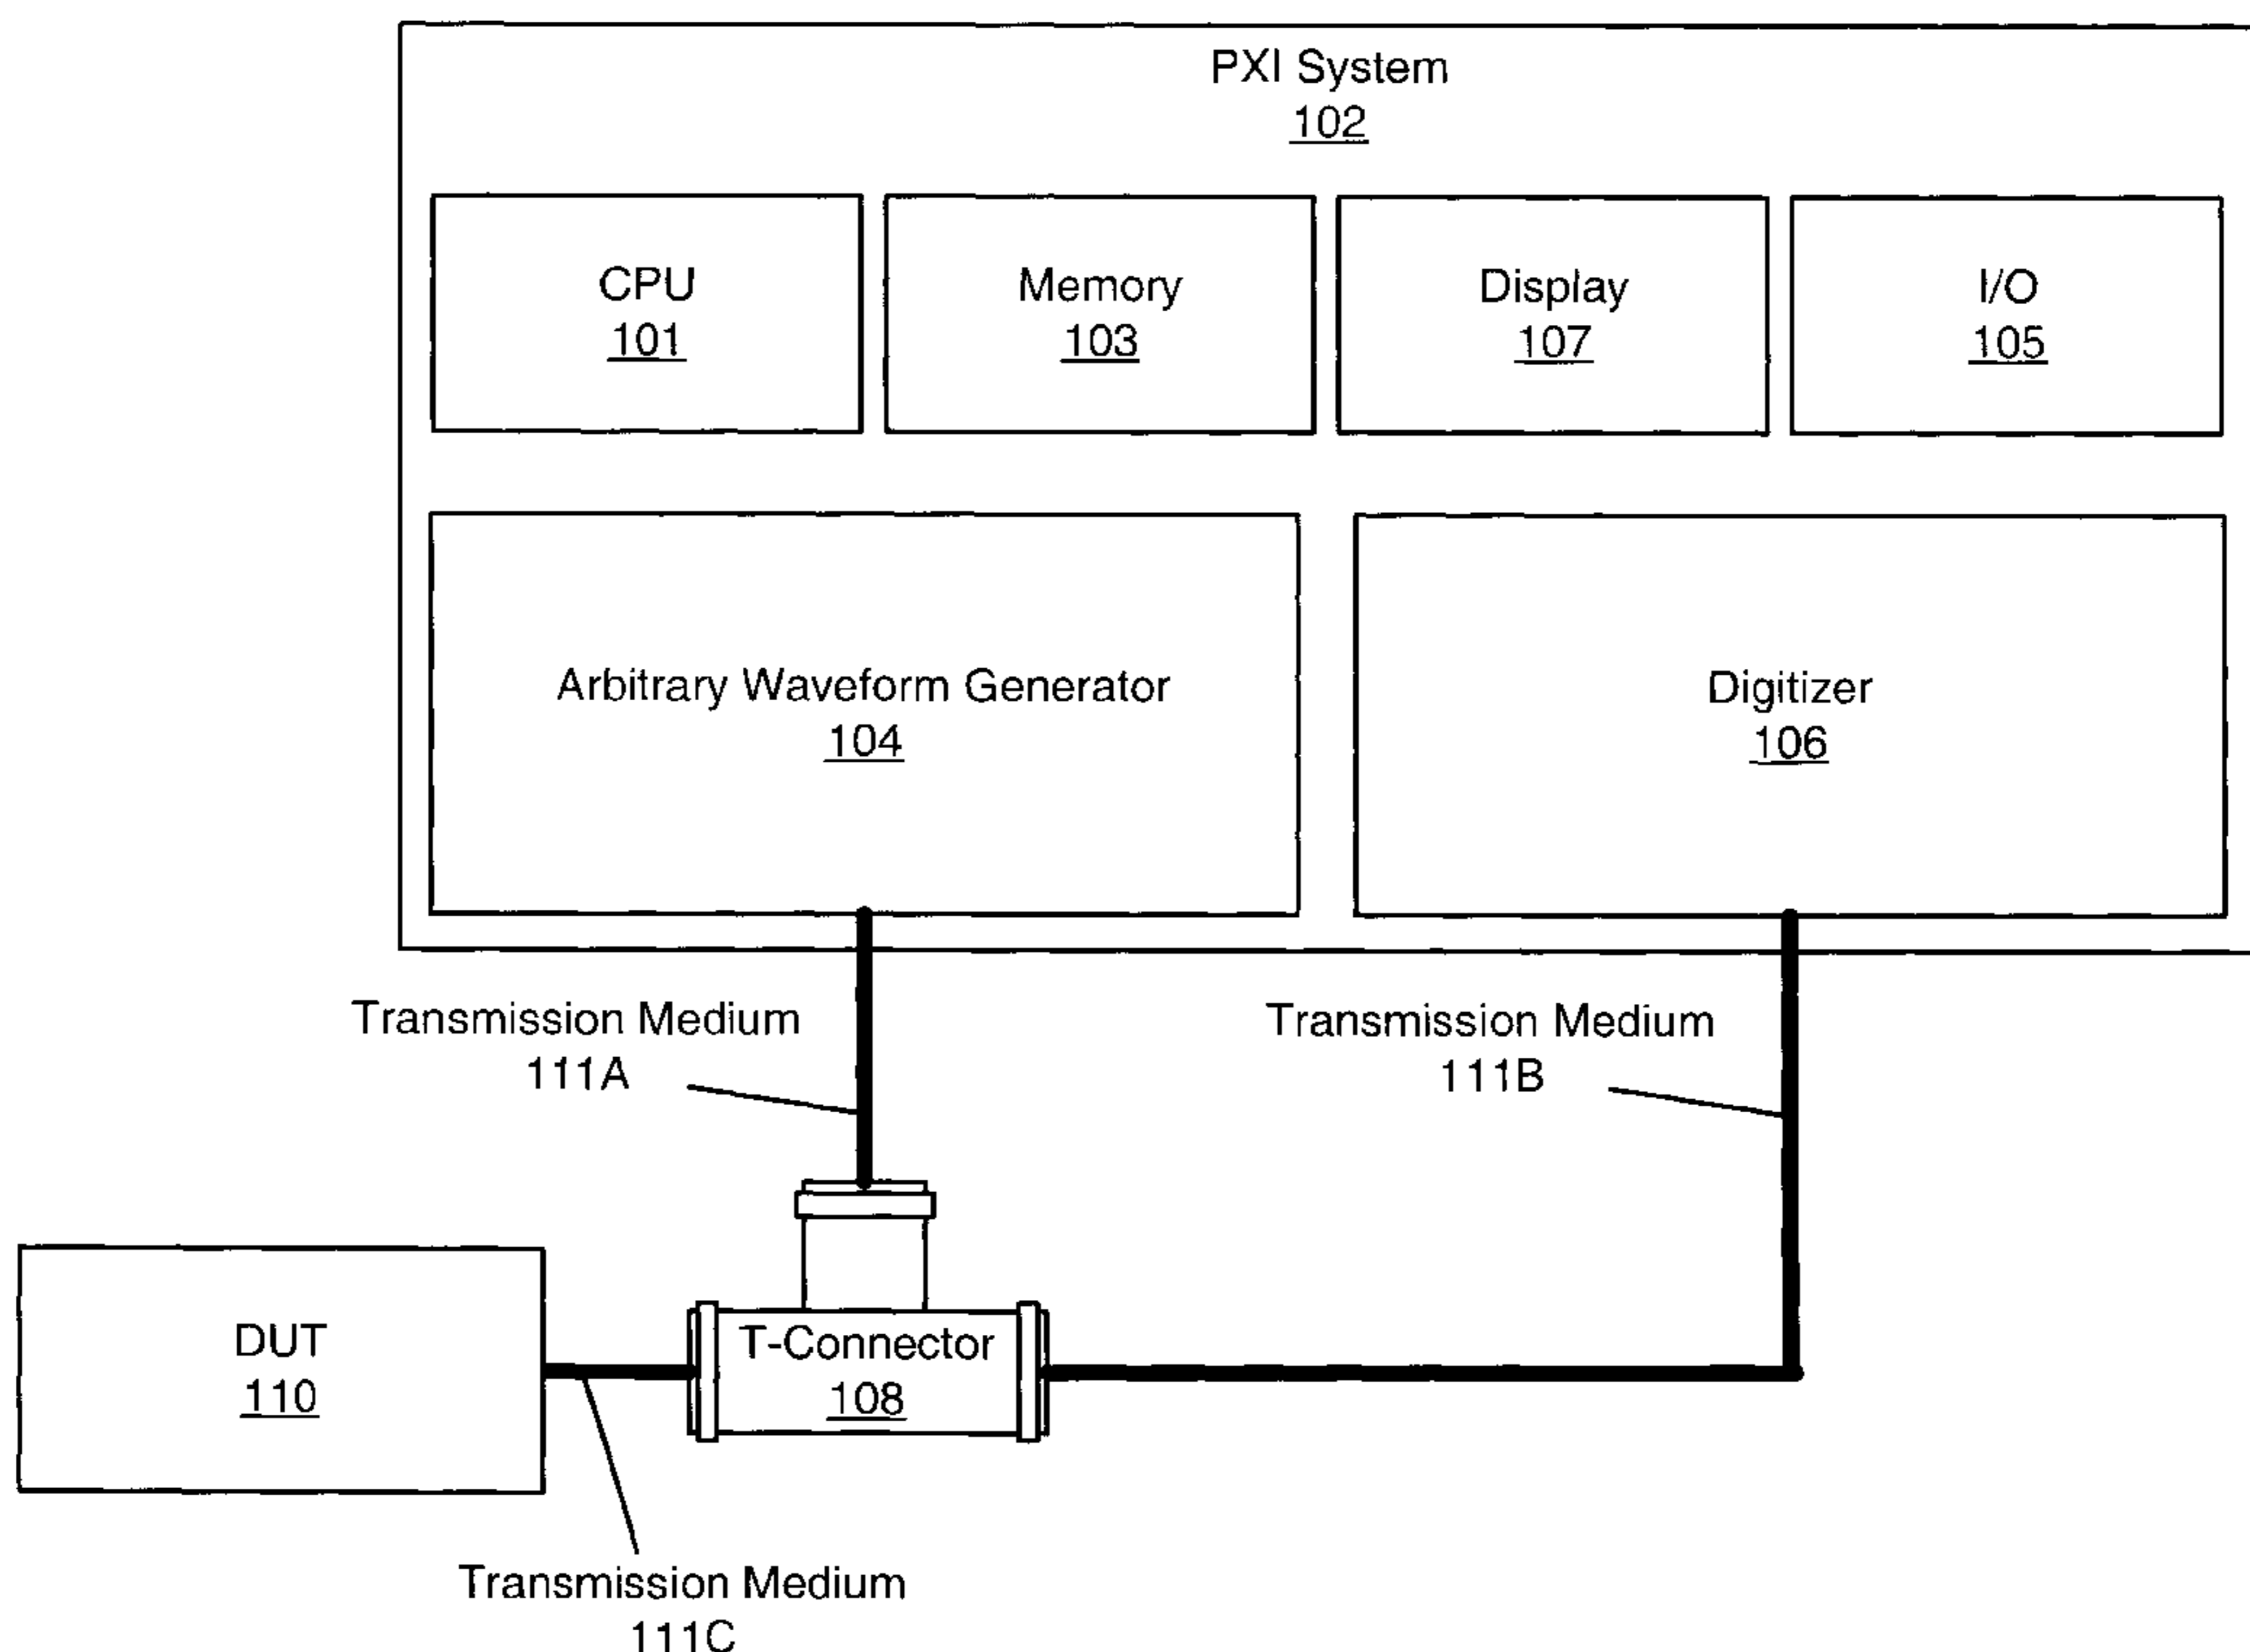 PXI System
102
CPU
101
Memory
103
Display
107
I/O
105
Arbitrary Waveform Generator
104
Digitizer
106
Transmission Medium
111A
Transmission Medium
111B
DUT
110
T-Connector
108
Transmission Medium
111C